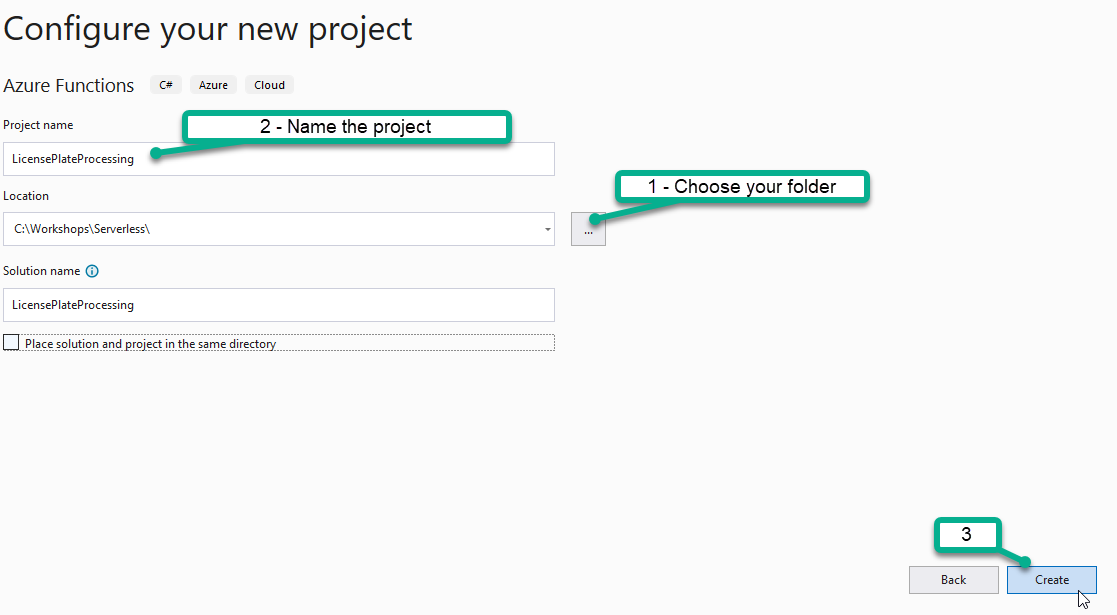 Configure your new project
Azure Functions C# Azure Cloud
Project name
2 - Name the project
LicensePlateProcessing
1 - Choose your folder
Location
C:\Workshops\Serverless\
...
Solution name
LicensePlateProcessing
Place solution and project in the same directory
3
Back Create